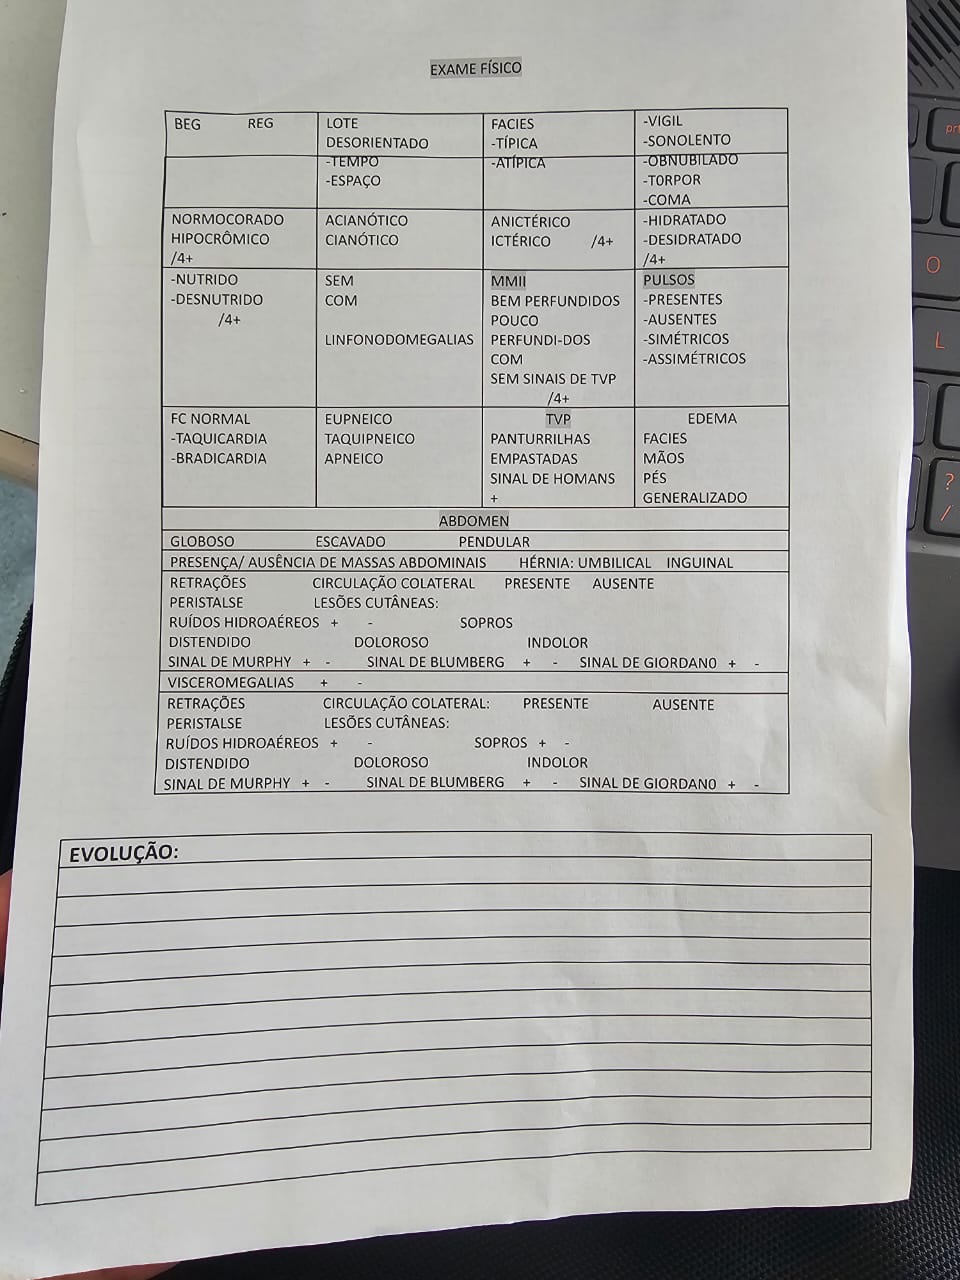 EXAME FÍSICO
BEG REG
LOTE
DESORIENTADO
-TEMPO
-ESPAÇO
FACIES
-TÍPICA
-ATÍPICA
-VIGIL
-SONOLENTO
-OBNUBILADO
-TORPOR
-COMA
NORMOCORADO
HIPOCRÔMICO
/4+
ACIANÓTICO
CIANÓTICO
ANICTÉRICO
ICTÉRICO /4+
-HIDRATADO
-DESIDRATADO
/4+
-NUTRIDO
-DESNUTRIDO
/4+
SEM
COM
LINFONODOMEGALIAS
MMII
BEM PERFUNDIDOS
POUCO
PERFUNDI-DOS
COM
SEM SINAIS DE TVP
/4+
PULSOS
-PRESENTES
-AUSENTES
-SIMÉTRICOS
-ASSIMÉTRICOS
FC NORMAL
-TAQUICARDIA
-BRADICARDIA
EUPNEICO
TAQUIPNEICO
APNEICO
TVP
PANTURRILHAS
EMPASTADAS
SINAL DE HOMANS
+
EDEMA
FACIES
MÃOS
PÉS
GENERALIZADO
ABDOMEN
GLOBOSO ESCAVADO PENDULAR
PRESENÇA/ AUSÊNCIA DE MASSAS ABDOMINAIS HÉRNIA: UMBILICAL INGUINAL
RETRAÇÕES CIRCULAÇÃO COLATERAL PRESENTE AUSENTE
PERISTALSE LESÕES CUTÂNEAS:
RUÍDOS HIDROAÉREOS + - SOPROS
DISTENDIDO DOLOROSO INDOLOR
SINAL DE MURPHY + - SINAL DE BLUMBERG + - SINAL DE GIORDAN0 + -
VISCEROMEGALIAS + -
RETRAÇÕES CIRCULAÇÃO COLATERAL: PRESENTE AUSENTE
PERISTALSE LESÕES CUTÂNEAS:
RUÍDOS HIDROAÉREOS + - SOPROS + -
DISTENDIDO DOLOROSO INDOLOR
SINAL DE MURPHY + - SINAL DE BLUMBERG + - SINAL DE GIORDAN0 + -
EVOLUÇÃO:
O
L
?
/